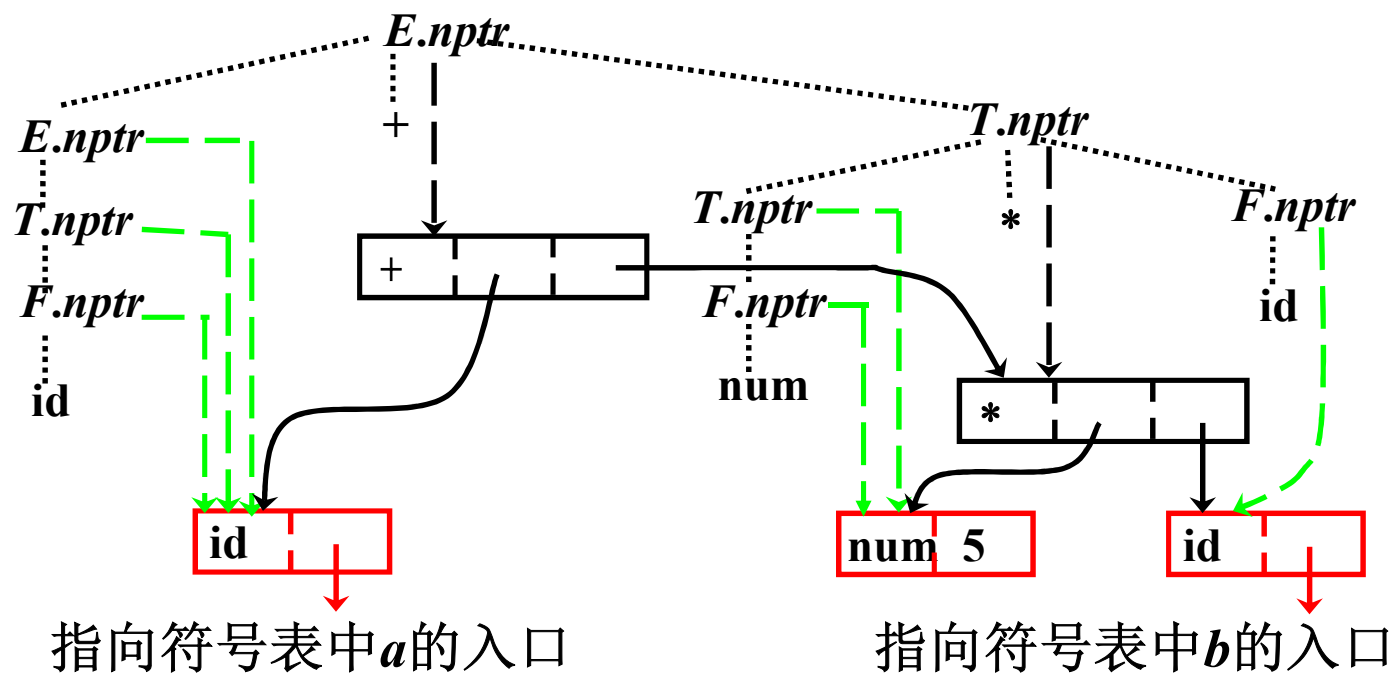 E.nptr
+
T.nptr
E.nptr
T.nptr
*
F.nptr
T.nptr
+
F.nptr
F.nptr
id
id
num
*
id
num 5
id
指向符号表中a的入口
指向符号表中b的入口